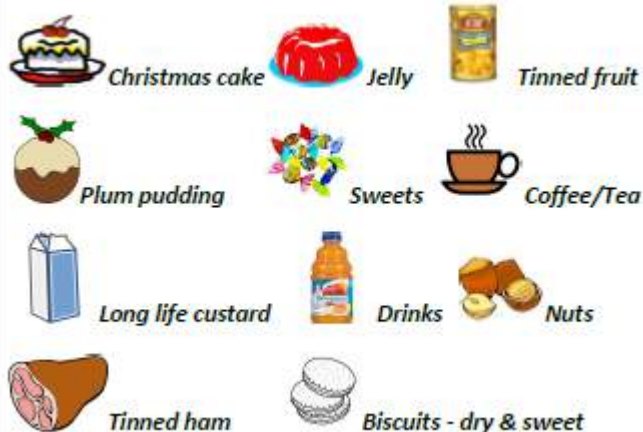 Christmas cake Jelly Tinned fruit
Plum pudding Sweets Coffee/Tea
Long life custard Drinks Nuts
Tinned ham Biscuits - dry & sweet